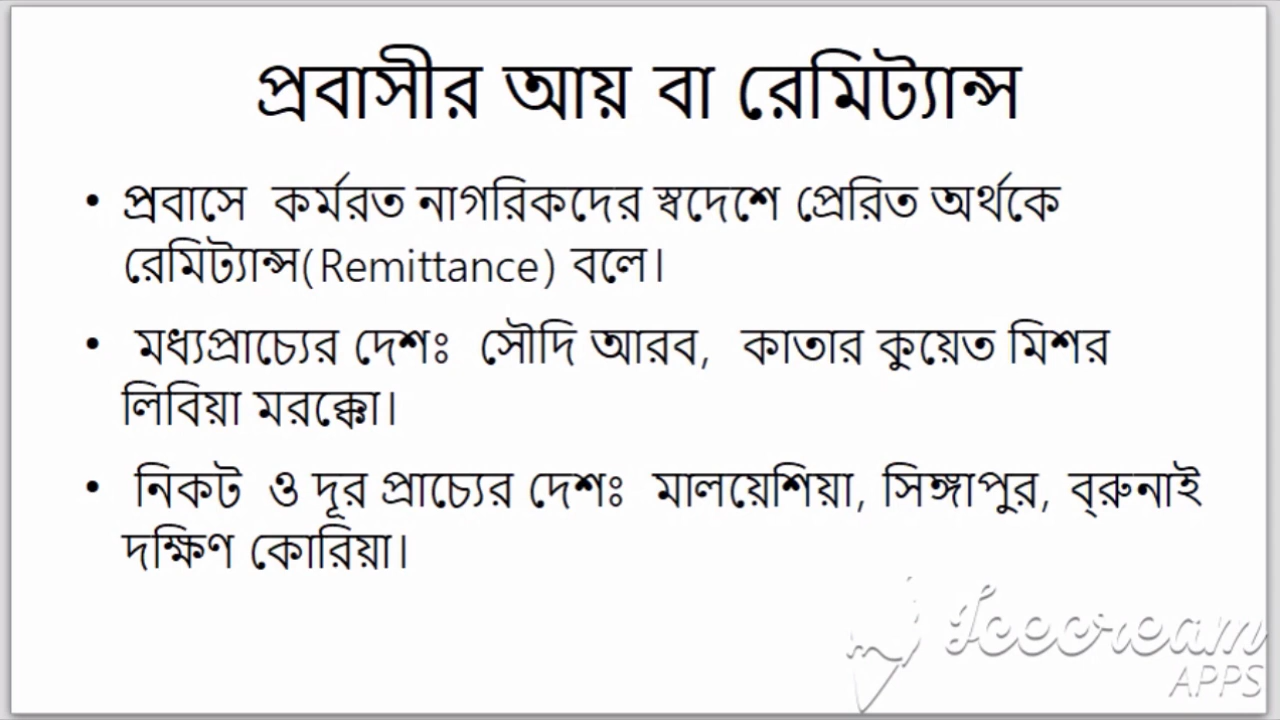 প্রবাসীর আয় বা রেমিট্যান্স
• প্রবাসে কর্মরত নাগরিকদের স্বদেশে প্রেরিত অর্থকে
রেমিট্যান্স(Remittance) বলে।
• মধ্যপ্রাচ্যের দেশঃ সৌদি আরব, কাতার কুয়েত মিশর
লিবিয়া মরক্কো।
• নিকট ও দূর প্রাচ্যের দেশঃ মালয়েশিয়া, সিঙ্গাপুর, ব্‌রুনাই
দক্ষিণ কোরিয়া।
Icecream
APPS